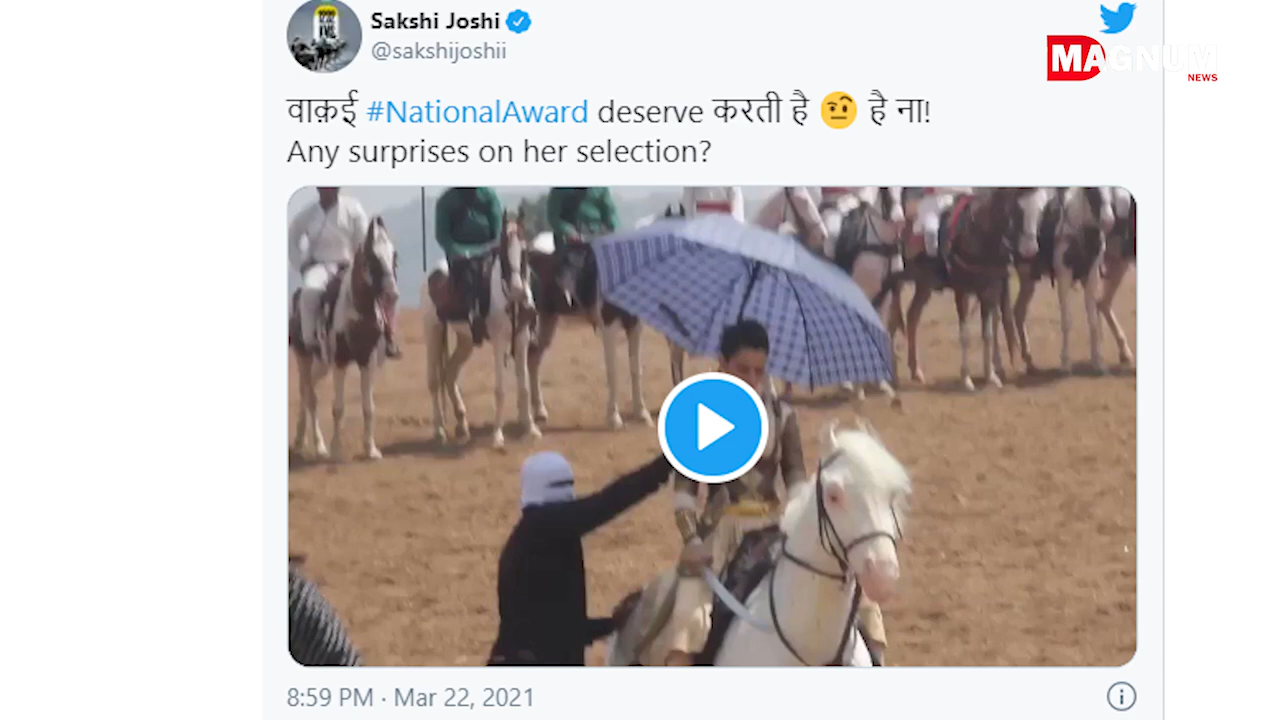 Sakshi Joshi
@sakshijoshii
MAGNUM
NEWS
वाक़ई #NationalAward deserve करती है 🤨 है ना!
Any surprises on her selection?
8:59 PM · Mar 22, 2021